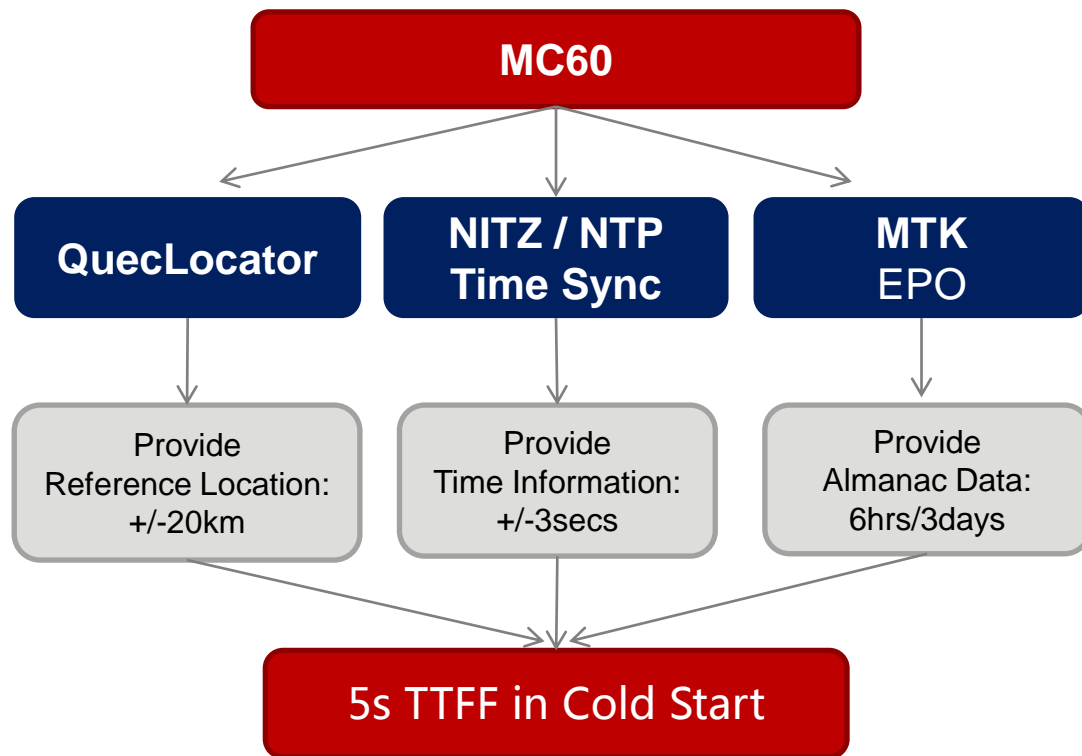 MC60
QuecLocator
NITZ / NTP
Time Sync
MTK
EPO
Provide
Reference Location:
+/-20km
Provide
Time Information:
+/-3secs
Provide
Almanac Data:
6hrs/3days
5s TTFF in Cold Start